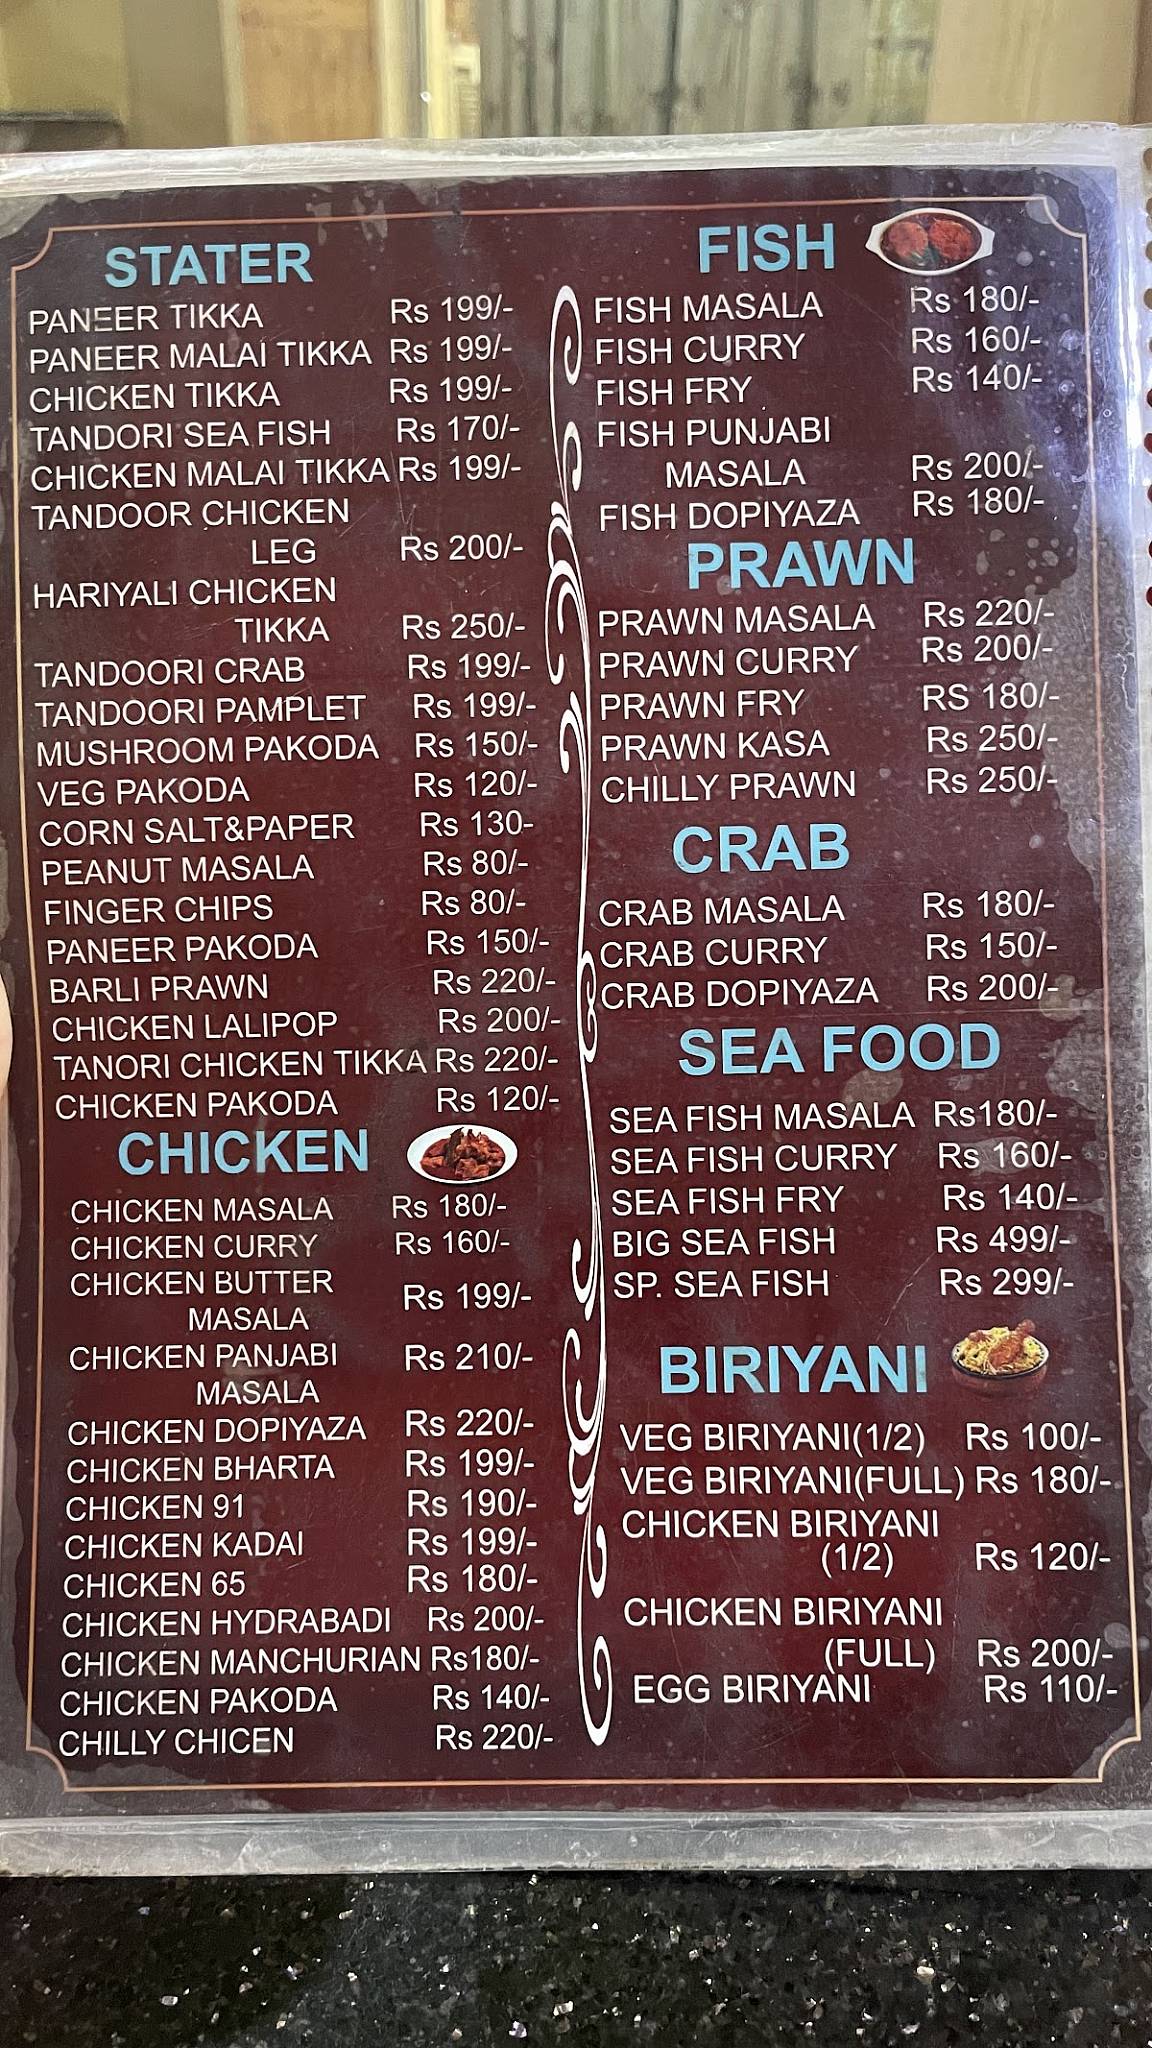 STATER
PANEER TIKKA Rs 199/-
PANEER MALAI TIKKA Rs 199/-
CHICKEN TIKKA Rs 199/-
TANDORI SEA FISH Rs 170/-
CHICKEN MALAI TIKKA Rs 199/-
TANDOOR CHICKEN
LEG Rs 200/-
HARIYALI CHICKEN
TIKKA Rs 250/-
TANDOORI CRAB Rs 199/-
TANDOORI PAMPLET Rs 199/-
MUSHROOM PAKODA Rs 150/-
VEG PAKODA Rs 120/-
CORN SALT&PAPER Rs 130-
PEANUT MASALA Rs 80/-
FINGER CHIPS Rs 80/-
PANEER PAKODA Rs 150/-
BARLI PRAWN Rs 220/-
CHICKEN LALIPOP Rs 200/-
TANORI CHICKEN TIKKA Rs 220/-
CHICKEN PAKODA Rs 120/-
CHICKEN
CHICKEN MASALA Rs 180/-
CHICKEN CURRY Rs 160/-
CHICKEN BUTTER
MASALA Rs 199/-
CHICKEN PANJABI Rs 210/-
MASALA
CHICKEN DOPIYAZA Rs 220/-
CHICKEN BHARTA Rs 199/-
CHICKEN 91 Rs 190/-
CHICKEN KADAI Rs 199/-
CHICKEN 65 Rs 180/-
CHICKEN HYDRABADI Rs 200/-
CHICKEN MANCHURIAN Rs180/-
CHICKEN PAKODA Rs 140/-
CHILLY CHICEN Rs 220/-
FISH
FISH MASALA Rs 180/-
FISH CURRY Rs 160/-
FISH FRY Rs 140/-
FISH PUNJABI
MASALA Rs 200/-
FISH DOPIYAZA Rs 180/-
PRAWN
PRAWN MASALA Rs 220/-
PRAWN CURRY Rs 200/-
PRAWN FRY RS 180/-
PRAWN KASA Rs 250/-
CHILLY PRAWN Rs 250/-
CRAB
CRAB MASALA Rs 180/-
CRAB CURRY Rs 150/-
CRAB DOPIYAZA Rs 200/-
SEA FOOD
SEA FISH MASALA Rs180/-
SEA FISH CURRY Rs 160/-
SEA FISH FRY Rs 140/-
BIG SEA FISH Rs 499/-
SP. SEA FISH Rs 299/-
BIRIYANI
VEG BIRIYANI(1/2) Rs 100/-
VEG BIRIYANI(FULL) Rs 180/-
CHICKEN BIRIYANI
(1/2) Rs 120/-
CHICKEN BIRIYANI
(FULL) Rs 200/-
EGG BIRIYANI Rs 110/-